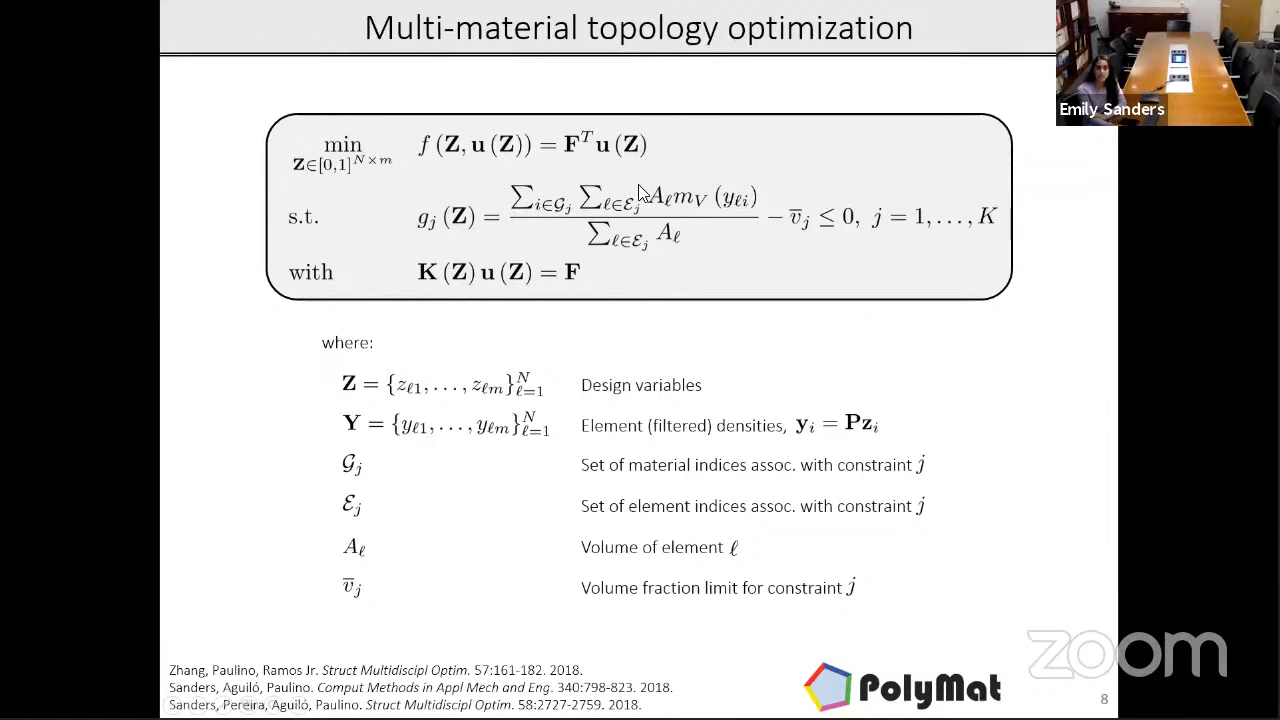 Multi-material topology optimization
Emily Sanders
min f (Z, u (Z)) = F^T u (Z)
Z∈[0,1]^{N×m}
s.t. g_j (Z) = \frac{∑_{i∈𝒢_j} ∑_{ℓ∈ℰ_j} A_ℓ m_V (y_{ℓi})}{∑_{ℓ∈ℰ_j} A_ℓ} − \overline{v}_j ≤ 0, j = 1, . . . , K
with K (Z) u (Z) = F
where:
Z = {z_{ℓ1}, . . . , z_{ℓm}}_{ℓ=1}^N Design variables
Y = {y_{ℓ1}, . . . , y_{ℓm}}_{ℓ=1}^N Element (filtered) densities, y_i = Pz_i
𝒢_j Set of material indices assoc. with constraint j
ℰ_j Set of element indices assoc. with constraint j
A_ℓ Volume of element ℓ
\overline{v}_j Volume fraction limit for constraint j
zoom
Zhang, Paulino, Ramos Jr. Struct Multidiscipl Optim. 57:161-182. 2018.
Sanders, Aguiló, Paulino. Comput Methods in Appl Mech and Eng. 340:798-823. 2018.
Sanders, Pereira, Aguiló, Paulino. Struct Multidiscipl Optim. 58:2727-2759. 2018.
PolyMat
8